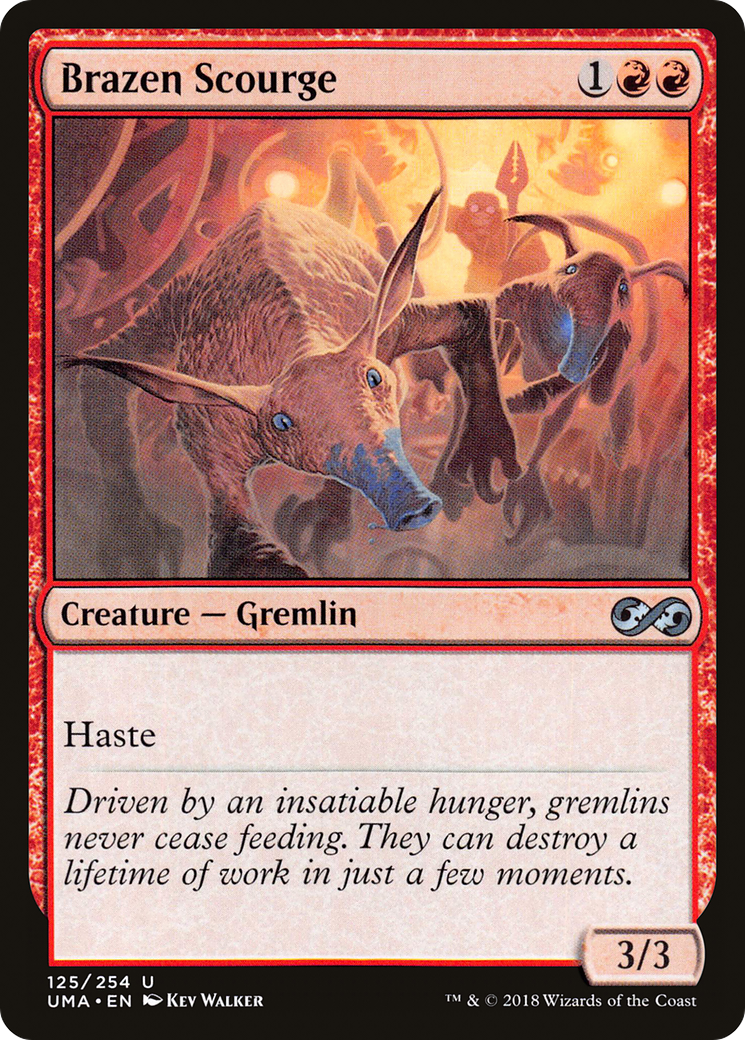 Brazen Scourge 1
Creature — Gremlin
Haste
Driven by an insatiable hunger, gremlins
never cease feeding. They can destroy a
lifetime of work in just a few moments.
3/3
125/254 U
UMA • EN Kev Walker
™ & © 2018 Wizards of the Coast